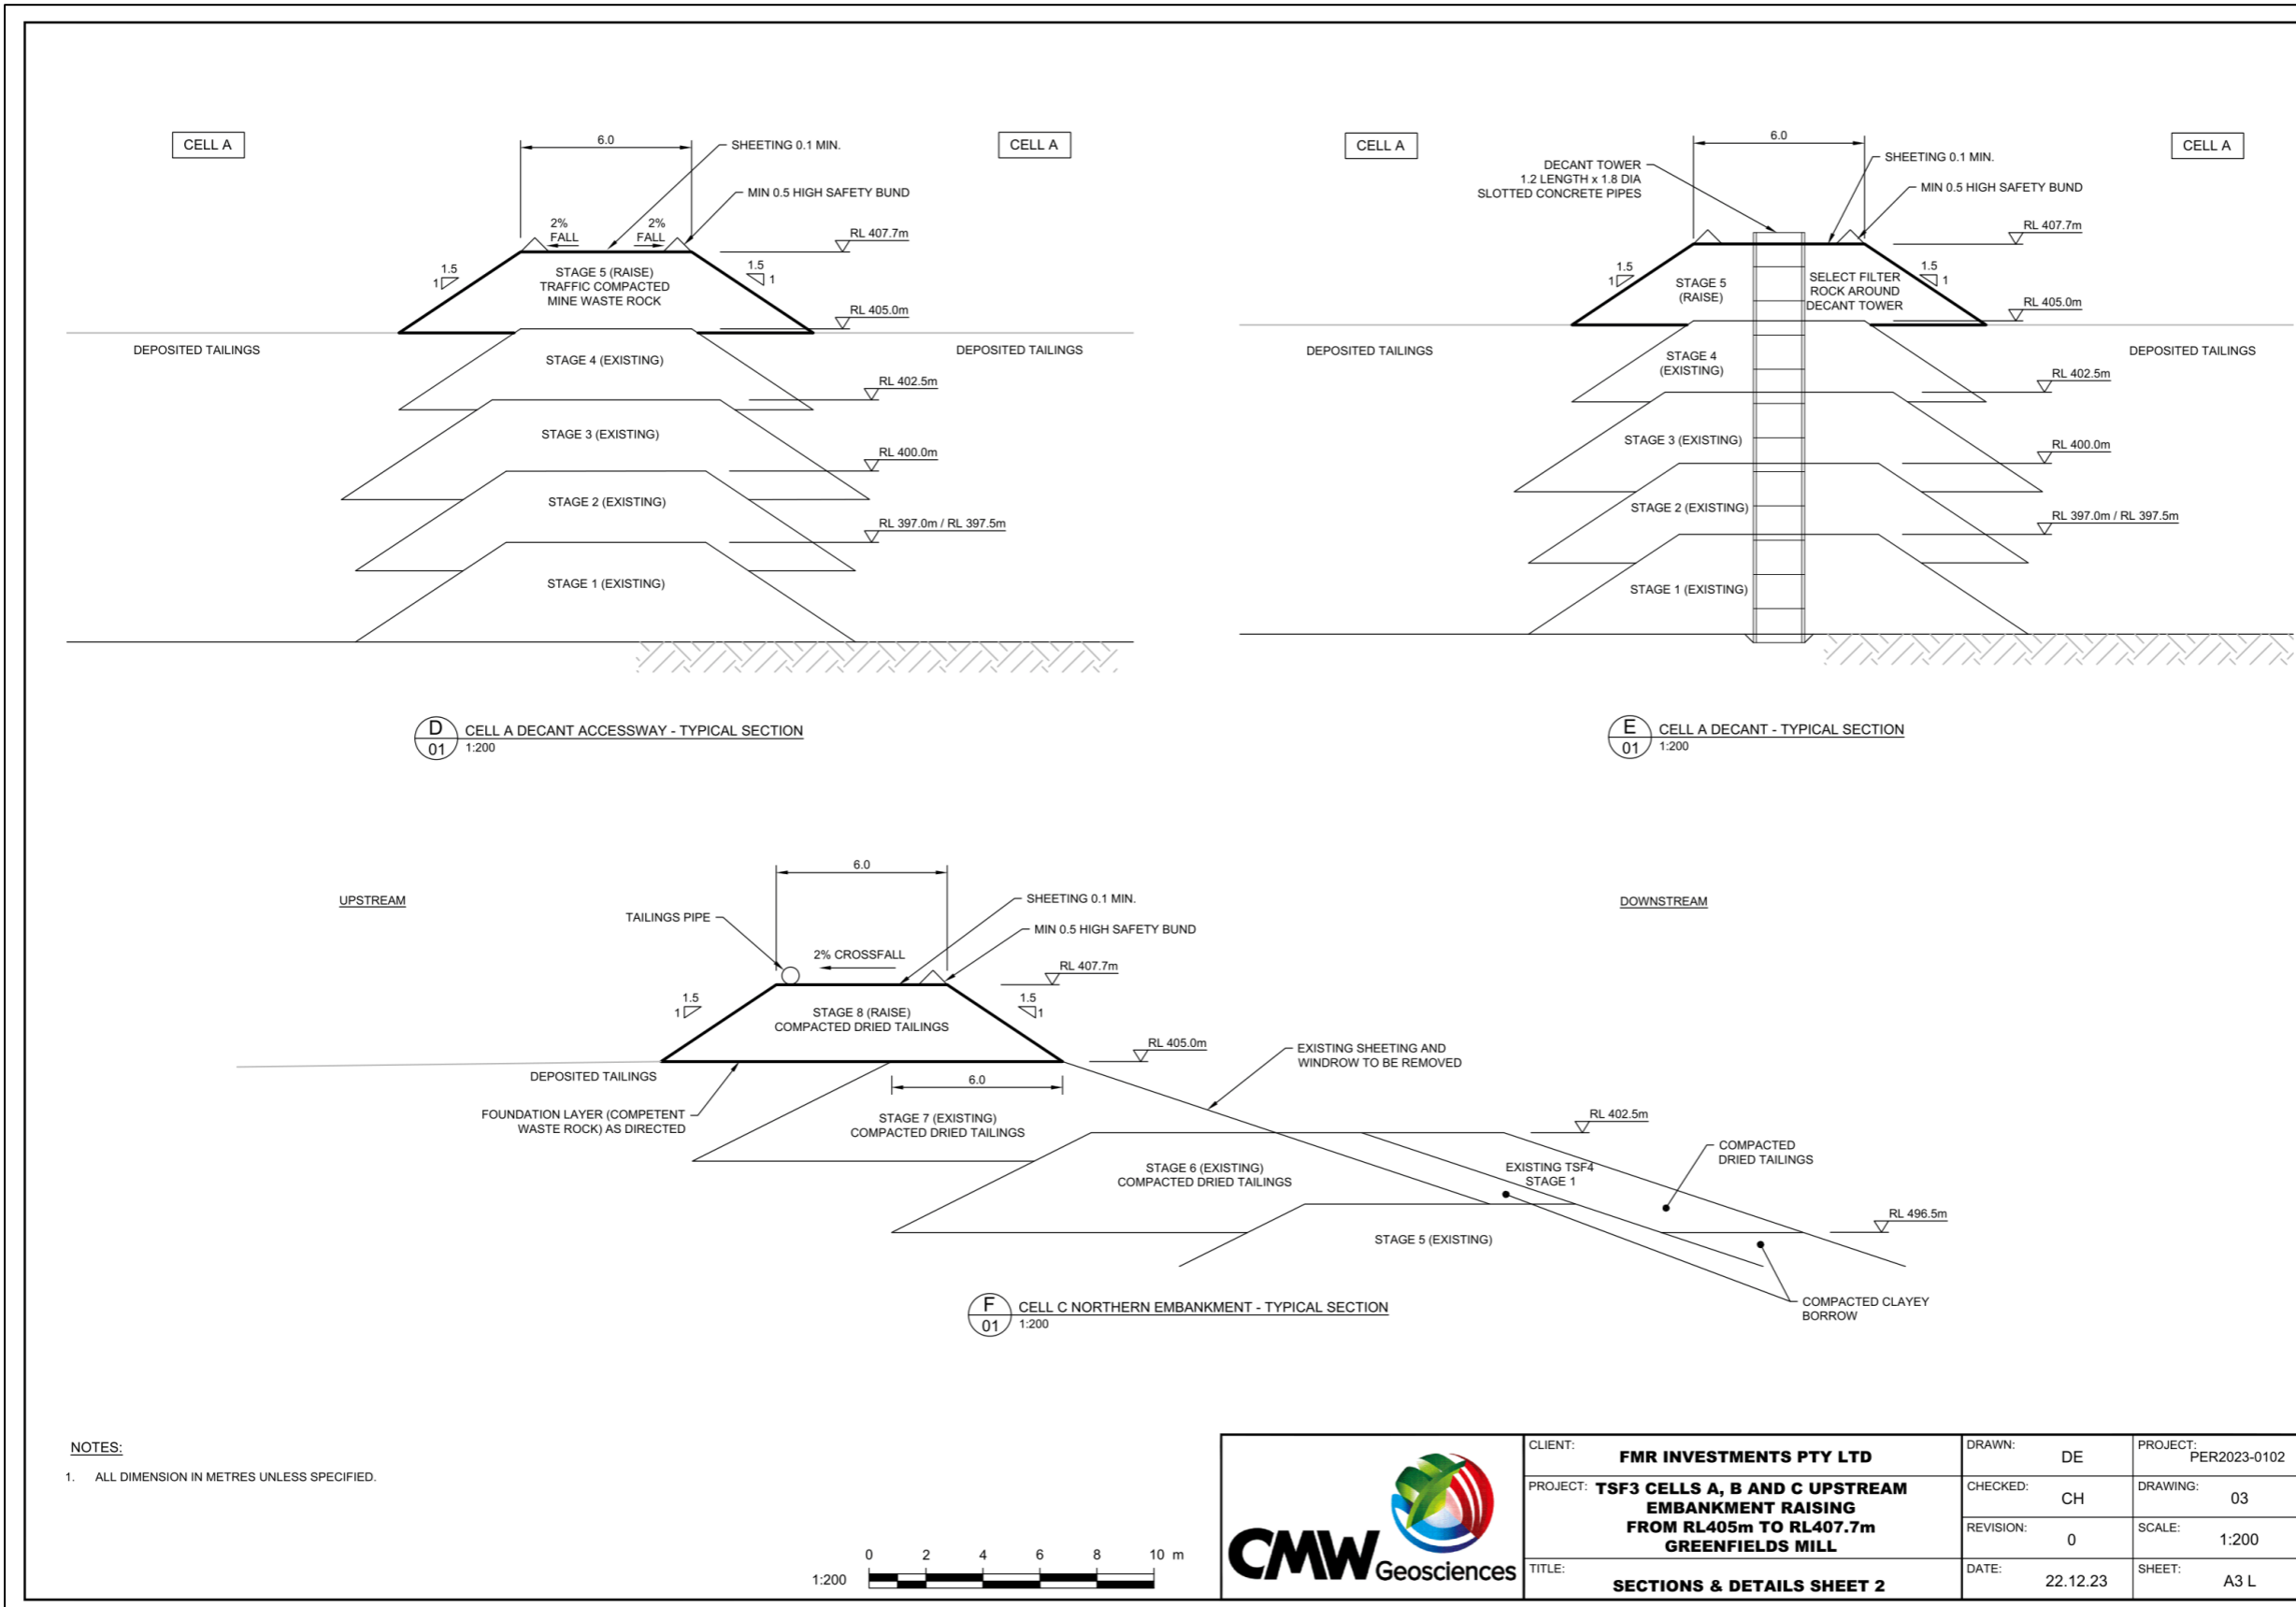 CELL A
6.0
SHEETING 0.1 MIN.
CELL A
MIN 0.5 HIGH SAFETY BUND
2%
FALL
2%
FALL
RL 407.7m
1.5
1
STAGE 5 (RAISE)
TRAFFIC COMPACTED
MINE WASTE ROCK
1.5
1
RL 405.0m
DEPOSITED TAILINGS
STAGE 4 (EXISTING)
DEPOSITED TAILINGS
RL 402.5m
STAGE 3 (EXISTING)
RL 400.0m
STAGE 2 (EXISTING)
RL 397.0m / RL 397.5m
STAGE 1 (EXISTING)
D
01
CELL A DECANT ACCESSWAY - TYPICAL SECTION
1:200
CELL A
6.0
CELL A
DECANT TOWER
1.2 LENGTH x 1.8 DIA
SLOTTED CONCRETE PIPES
SHEETING 0.1 MIN.
MIN 0.5 HIGH SAFETY BUND
RL 407.7m
1.5
1
STAGE 5
(RAISE)
SELECT FILTER
ROCK AROUND
DECANT TOWER
1.5
1
RL 405.0m
DEPOSITED TAILINGS
STAGE 4
(EXISTING)
DEPOSITED TAILINGS
RL 402.5m
STAGE 3 (EXISTING)
RL 400.0m
STAGE 2 (EXISTING)
RL 397.0m / RL 397.5m
STAGE 1 (EXISTING)
E
01
CELL A DECANT - TYPICAL SECTION
1:200
6.0
UPSTREAM
SHEETING 0.1 MIN.
DOWNSTREAM
TAILINGS PIPE
MIN 0.5 HIGH SAFETY BUND
2% CROSSFALL
RL 407.7m
1.5
1
STAGE 8 (RAISE)
COMPACTED DRIED TAILINGS
1.5
1
RL 405.0m
EXISTING SHEETING AND
WINDROW TO BE REMOVED
DEPOSITED TAILINGS
6.0
FOUNDATION LAYER (COMPETENT
WASTE ROCK) AS DIRECTED
STAGE 7 (EXISTING)
COMPACTED DRIED TAILINGS
RL 402.5m
COMPACTED
DRIED TAILINGS
STAGE 6 (EXISTING)
COMPACTED DRIED TAILINGS
EXISTING TSF4
STAGE 1
RL 496.5m
STAGE 5 (EXISTING)
COMPACTED CLAYEY
BORROW
F
01
CELL C NORTHERN EMBANKMENT - TYPICAL SECTION
1:200
NOTES:
1. ALL DIMENSION IN METRES UNLESS SPECIFIED.
0 2 4 6 8 10 m
1:200
CMW Geosciences
CLIENT: FMR INVESTMENTS PTY LTD
PROJECT: TSF3 CELLS A, B AND C UPSTREAM
EMBANKMENT RAISING
FROM RL405m TO RL407.7m
GREENFIELDS MILL
TITLE: SECTIONS & DETAILS SHEET 2
DRAWN: DE
PROJECT: PER2023-0102
CHECKED: CH
DRAWING: 03
REVISION: 0
SCALE: 1:200
DATE: 22.12.23
SHEET: A3 L